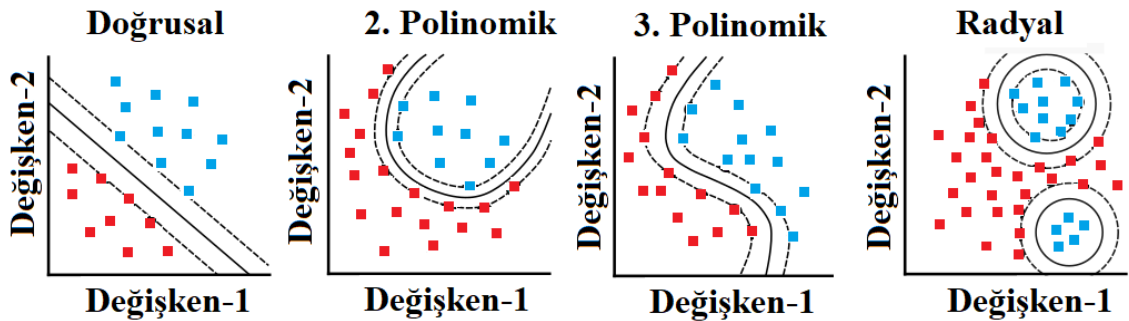 Doğrusal
Değişken-2
Değişken-1
2. Polinomik
Değişken-2
Değişken-1
3. Polinomik
Değişken-2
Değişken-1
Radyal
Değişken-2
Değişken-1